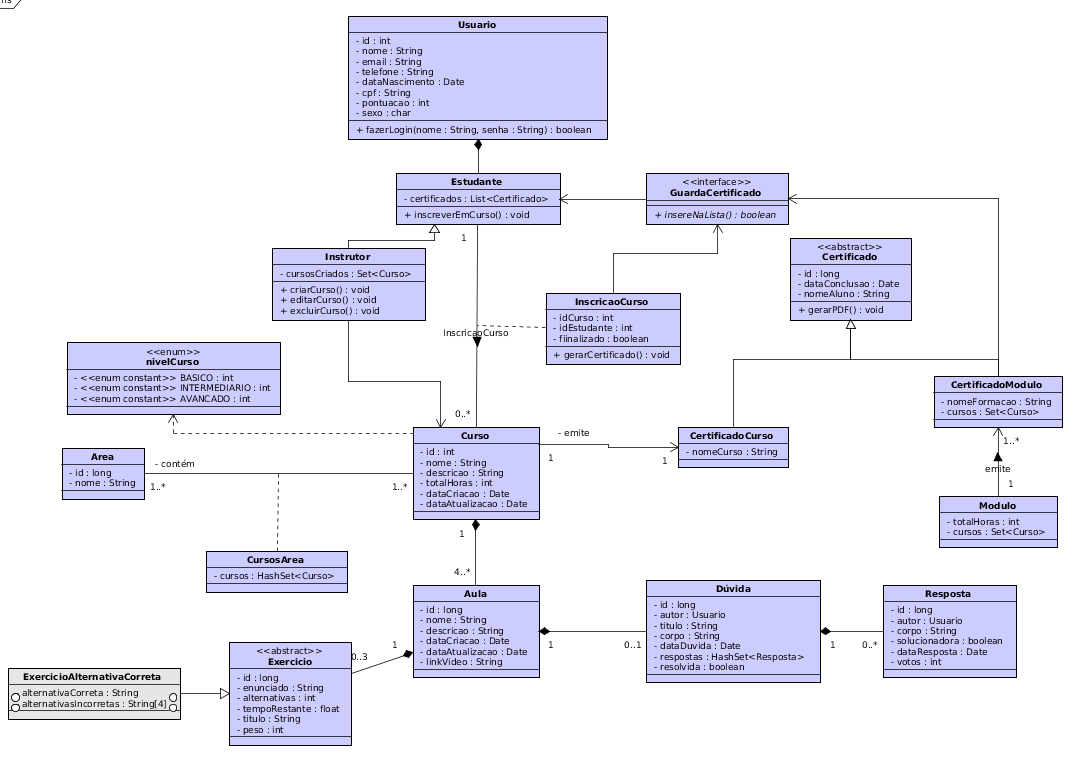 Usuario
- id : int
- nome : String
- email : String
- telefone : String
- dataNascimento : Date
- cpf : String
- pontuacao : int
- sexo : char
+ fazerLogin(nome : String, senha : String) : boolean
Estudante
- certificados : List<Certificado>
+ inscreverEmCurso() : void
<<interface>>
GuardaCertificado
+ insereNaLista() : boolean
1
Instrutor
- cursosCriados : Set<Curso>
+ criarCurso() : void
+ editarCurso() : void
+ excluirCurso() : void
<<abstract>>
Certificado
- id : long
- dataConclusao : Date
- nomeAluno : String
+ gerarPDF() : void
InscricaoCurso
- idCurso : int
- idEstudante : int
- fiinalizado : boolean
+ gerarCertificado() : void
InscricaoCurso
<<enum>>
nivelCurso
- <<enum constant>> BASICO : int
- <<enum constant>> INTERMEDIARIO : int
- <<enum constant>> AVANCADO : int
0..*
CertificadoModulo
- nomeFormacao : String
- cursos : Set<Curso>
Curso
- id : int
- nome : String
- descricao : String
- totalHoras : int
- dataCriacao : Date
- dataAtualizacao : Date
- emite
1
1
CertificadoCurso
- nomeCurso : String
1..*
emite
1
Area
- id : long
- nome : String
- contém
1..*
1..*
Modulo
- totalHoras : int
- cursos : Set<Curso>
1
4..*
CursosArea
- cursos : HashSet<Curso>
Aula
- id : long
- nome : String
- descricao : String
- dataCriacao : Date
- dataAtualizacao : Date
- linkVideo : String
1
0..1
Dúvida
- id : long
- autor : Usuario
- titulo : String
- corpo : String
- dataDuvida : Date
- respostas : HashSet<Resposta>
- resolvida : boolean
1
0..*
Resposta
- id : long
- autor : Usuario
- corpo : String
- solucionadora : boolean
- dataResposta : Date
- votos : int
1
0..3
<<abstract>>
Exercicio
- id : long
- enunciado : String
- alternativas : int
- tempoRestante : float
- titulo : String
- peso : int
ExercicioAlternativaCorreta
alternativaCorreta : String
alternativasIncorretas : String[4]